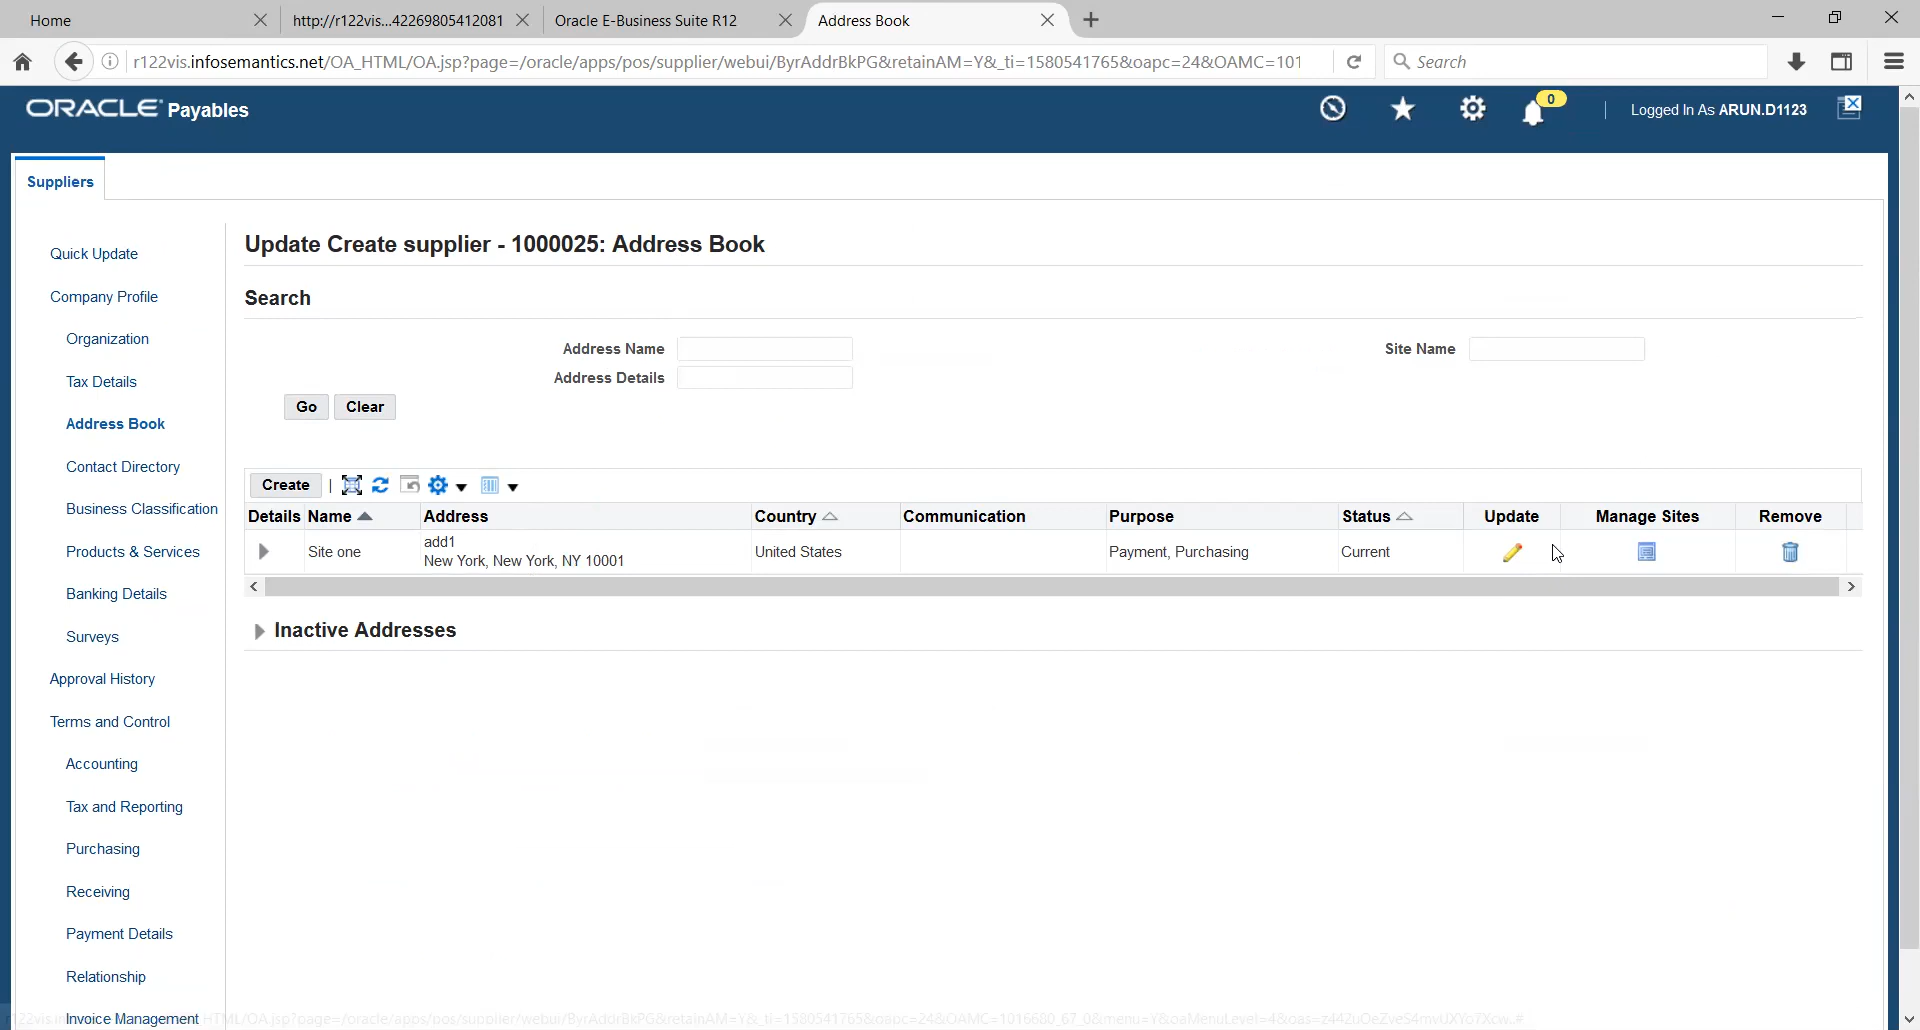 Home
http://r122vis...42269805412081
Oracle E-Business Suite R12
Address Book
r122vis.infosemantics.net/OA_HTML/OA.jsp?page=/oracle/apps/pos/supplier/webui/ByrAddrBkPG&retainAM=Y&_ti=1580541765&oapc=24&OAMC=101
Search
ORACLE Payables
0
Logged In As ARUN.D1123
Suppliers
Quick Update
Company Profile
Organization
Tax Details
Address Book
Contact Directory
Business Classification
Products & Services
Banking Details
Surveys
Approval History
Terms and Control
Accounting
Tax and Reporting
Purchasing
Receiving
Payment Details
Relationship
Invoice Management
Update Create supplier - 1000025: Address Book
Search
Address Name
Site Name
Address Details
Go Clear
Create
Details Name Address Country Communication Purpose Status Update Manage Sites Remove
Site one add1 United States Payment, Purchasing Current
New York, New York, NY 10001
Inactive Addresses